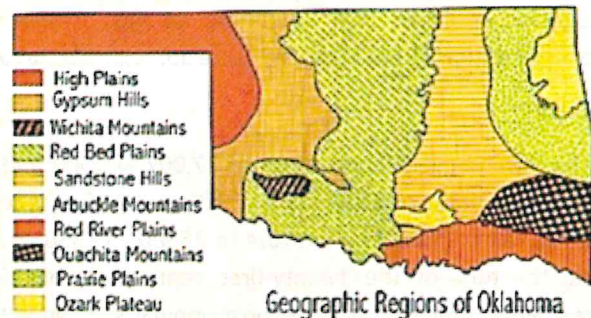 High Plains
Gypsum Hills
Wichita Mountains
Red Bed Plains
Sandstone Hills
Arbuckle Mountains
Red River Plains
Ouachita Mountains
Prairie Plains
Ozark Plateau
Geographic Regions of Oklahoma